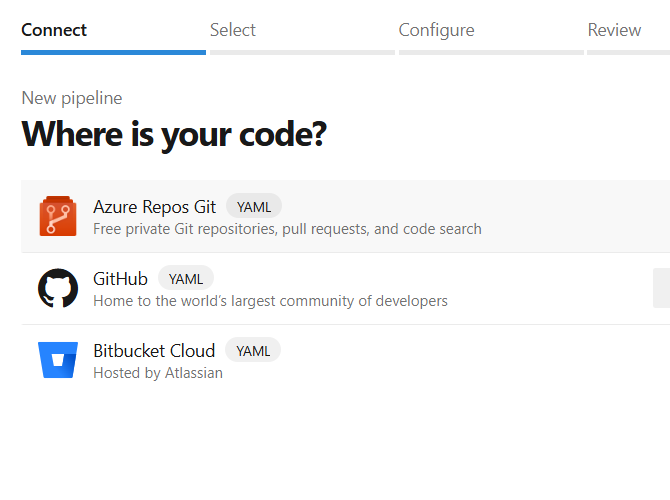 Connect Select Configure Review
New pipeline
Where is your code?
Azure Repos Git YAML
Free private Git repositories, pull requests, and code search
GitHub YAML
Home to the world’s largest community of developers
Bitbucket Cloud YAML
Hosted by Atlassian